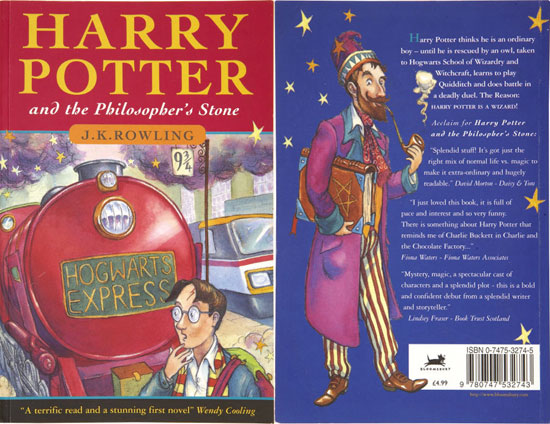 HARRY
POTTER
and the Philosopher's Stone
J.K.ROWLING
9¾
HOGWARTS
EXPRESS
"A terrific read and a stunning first novel" Wendy Cooling
Harry Potter thinks he is an ordinary
boy – until he is rescued by an owl, taken
to Hogwarts School of Wizardry and
Witchcraft, learns to play
Quidditch and does battle in
a deadly duel. The Reason:
HARRY POTTER IS A WIZARD!
Acclaim for Harry Potter
and the Philospher's Stone:
"Splendid stuff! It's got just the
right mix of normal life vs. magic to
make it extra-ordinary and hugely
readable." David Morton - Daisy & Tom
"I just loved this book, it is full of
pace and interest and so very funny.
There is something about Harry Potter that
reminds me of Charlie Buckett in Charlie and
the Chocolate Factory..."
Fiona Waters - Fiona Waters Associates
"Mystery, magic, a spectacular cast of
characters and a splendid plot - this is a bold
and confident debut from a splendid writer
and storyteller."
Lindsey Fraser - Book Trust Scotland
BLOOMSBURY
£4.99
ISBN 0-7475-3274-5
9 780747 532743
http://www.bloomsbury.com